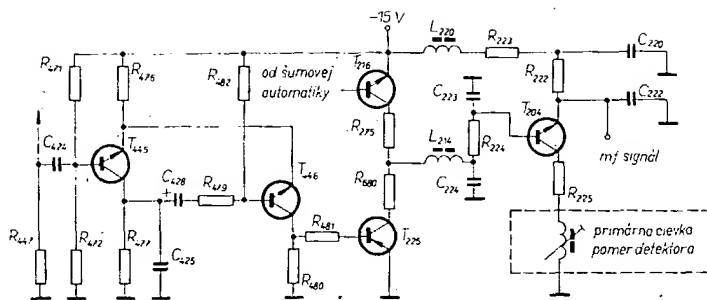 -15 V
L220
R223
C220
R471
R476
R482
od šumovej
automatiky
T216
C223
R222
C222
T204
R275
C424
T445
L214
R224
mf signál
C428
R479
T446
R680
C224
R225
R481
T226
R447
R472
R477
C425
R480
primárna cievka
pomer detektora